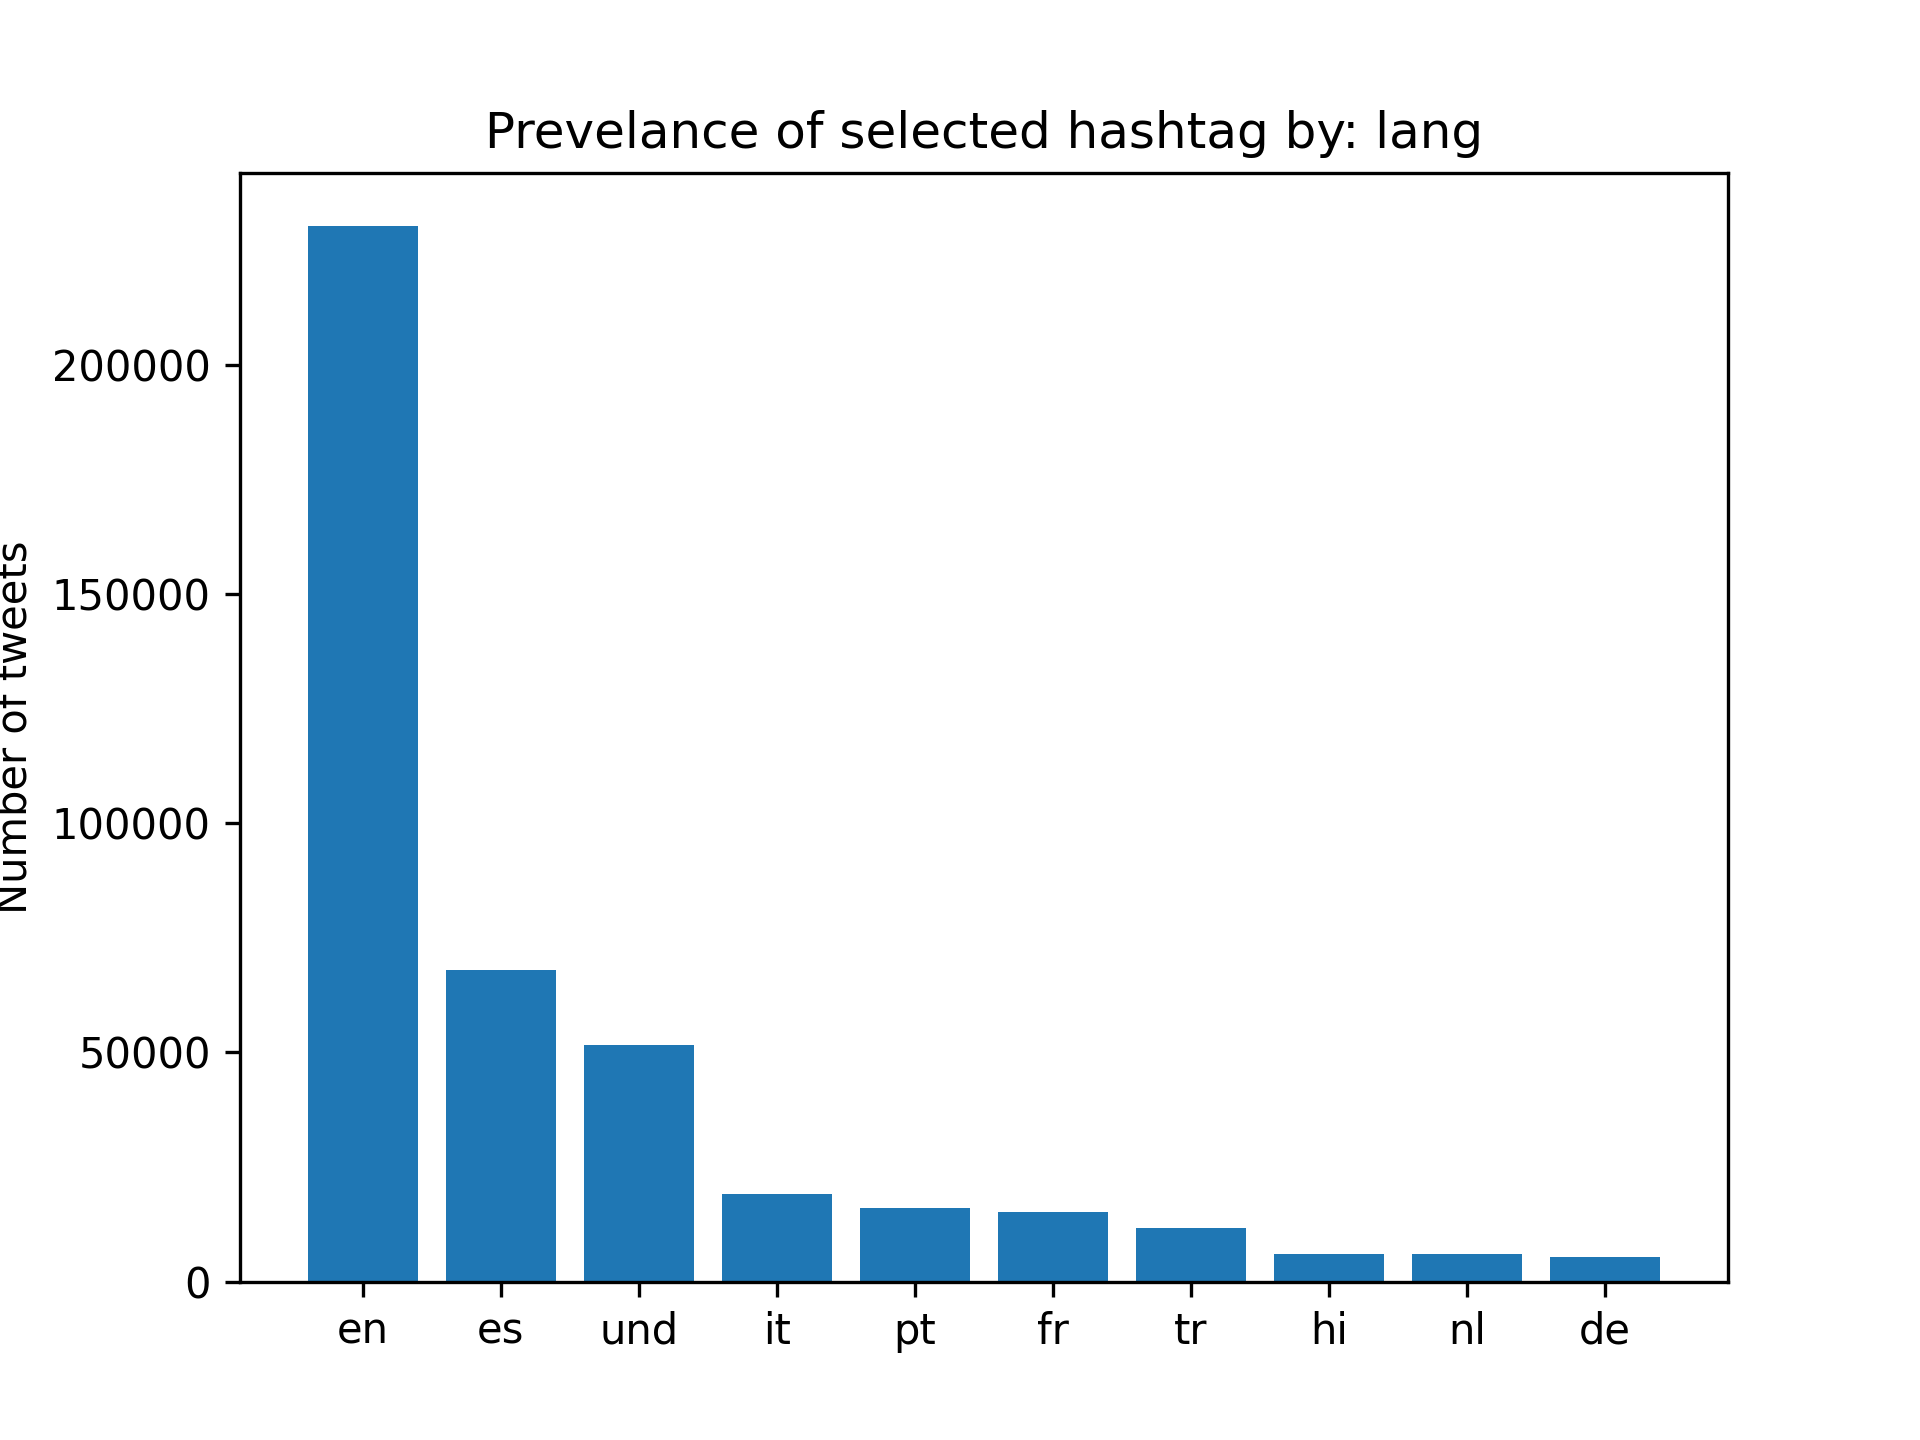 Prevelance of selected hashtag by: lang
Number of tweets
200000
150000
100000
50000
0
en es und it pt fr tr hi nl de